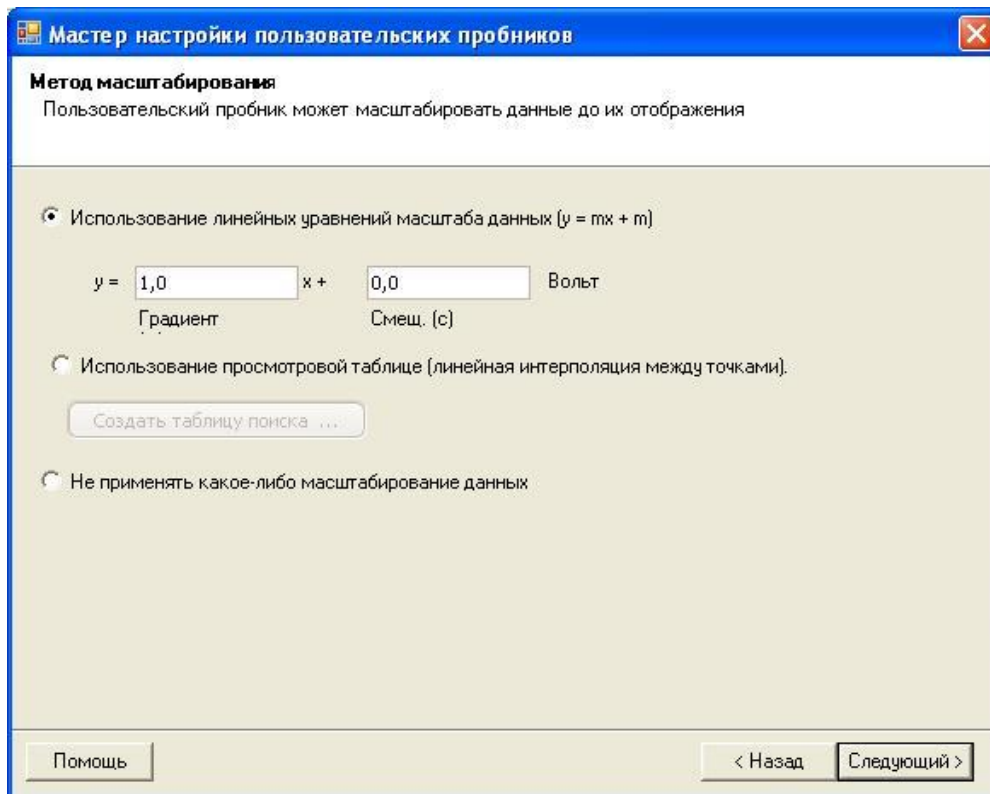 Мастер настройки пользовательских пробников
Метод масштабирования
Пользовательский пробник может масштабировать данные до их отображения
Использование линейных уравнений масштаба данных (y = mx + m)
y = 1,0 x + 0,0 Вольт
Градиент Смещ. (c)
Использование просмотровой таблице (линейная интерполяция между точками).
Создать таблицу поиска ...
Не применять какое-либо масштабирование данных
Помощь < Назад Следующий >